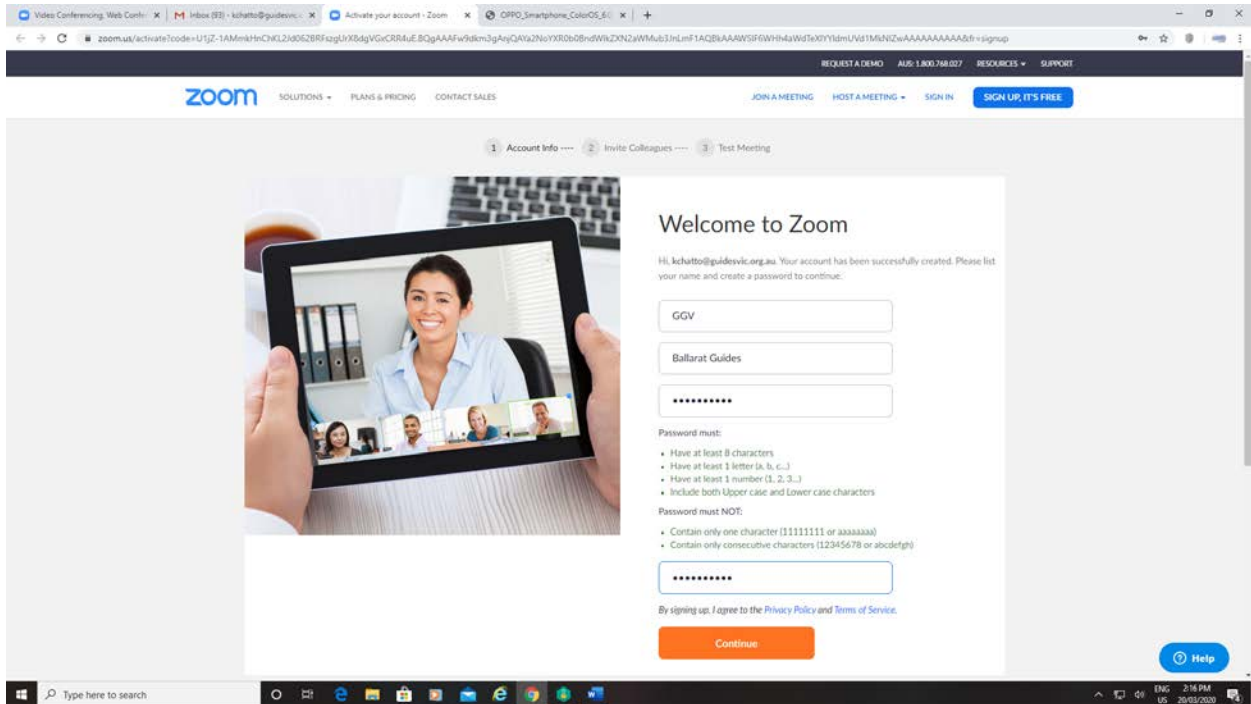 Video Conferencing, Web Confe
Inbox (93) - kchatto@guidesvic.c
Activate your account - Zoom
OPPO_Smartphone_ColorOS_6.(
REQUEST A DEMO AUS: 1.800.768.027 RESOURCES SUPPORT
zoom SOLUTIONS PLANS & PRICING CONTACT SALES JOIN A MEETING HOST A MEETING SIGN IN SIGN UP, IT'S FREE
1 Account Info ---- 2 Invite Colleagues ---- 3 Test Meeting
Welcome to Zoom
Hi, kchatto@guidesvic.org.au. Your account has been successfully created. Please list
your name and create a password to continue.
GGV
Ballarat Guides
••••••••••
Password must:
• Have at least 8 characters
• Have at least 1 letter (a, b, c...)
• Have at least 1 number (1, 2, 3...)
• Include both Upper case and Lower case characters
Password must NOT:
• Contain only one character (11111111 or aaaaaaaa)
• Contain only consecutive characters (12345678 or abcdefgh)
••••••••••
By signing up, I agree to the Privacy Policy and Terms of Service.
Continue
Help
Type here to search
ENG 2:16 PM
US 20/03/2020